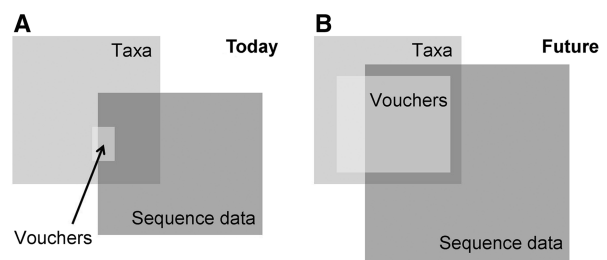 A
Taxa
Today
Vouchers
Sequence data
B
Taxa
Future
Vouchers
Sequence data